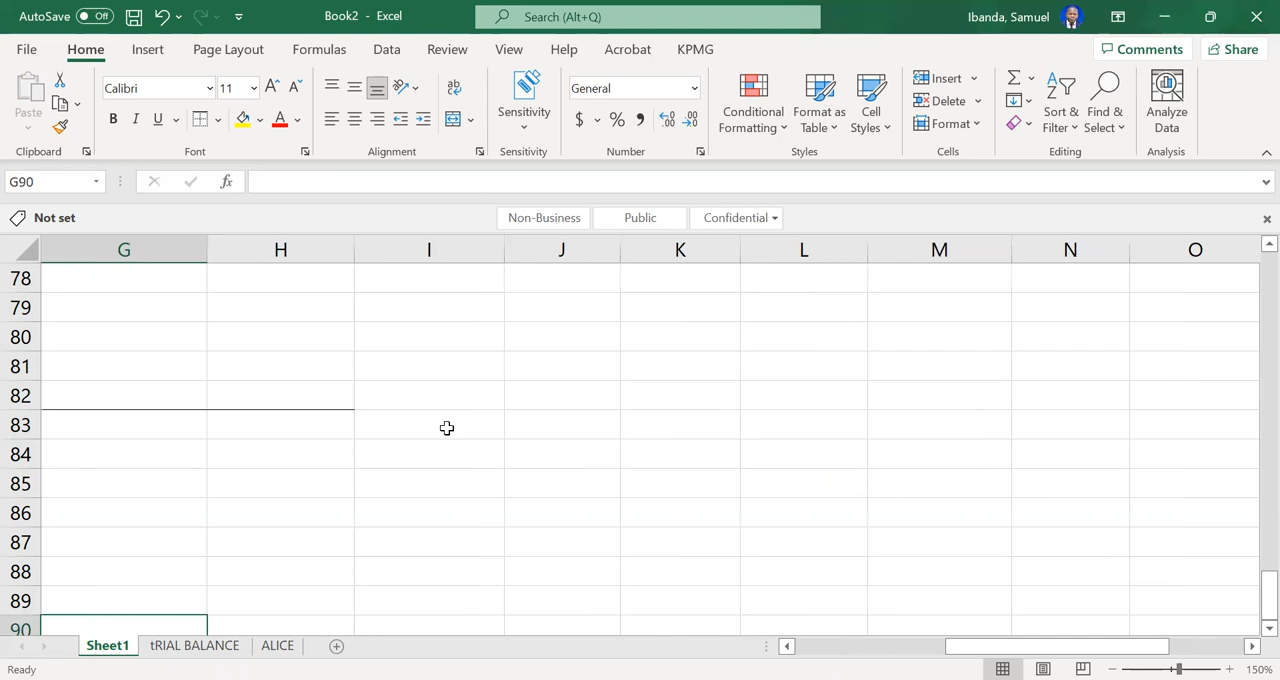 AutoSave Off Book2 - Excel Search (Alt+Q) Ibanda, Samuel
File Home Insert Page Layout Formulas Data Review View Help Acrobat KPMG Comments Share
Paste
Clipboard
Calibri 11
B I U A
Font
Alignment
Sensitivity
Sensitivity
General
$ % 9
Number
Conditional Formatting
Format as Table
Cell Styles
Styles
Insert
Delete
Format
Cells
Sort & Filter
Find & Select
Editing
Analyze Data
Analysis
G90 fx
Not set Non-Business Public Confidential
G H I J K L M N O
78
79
80
81
82
83
84
85
86
87
88
89
90
Sheet1 tRIAL BALANCE ALICE
Ready 150%